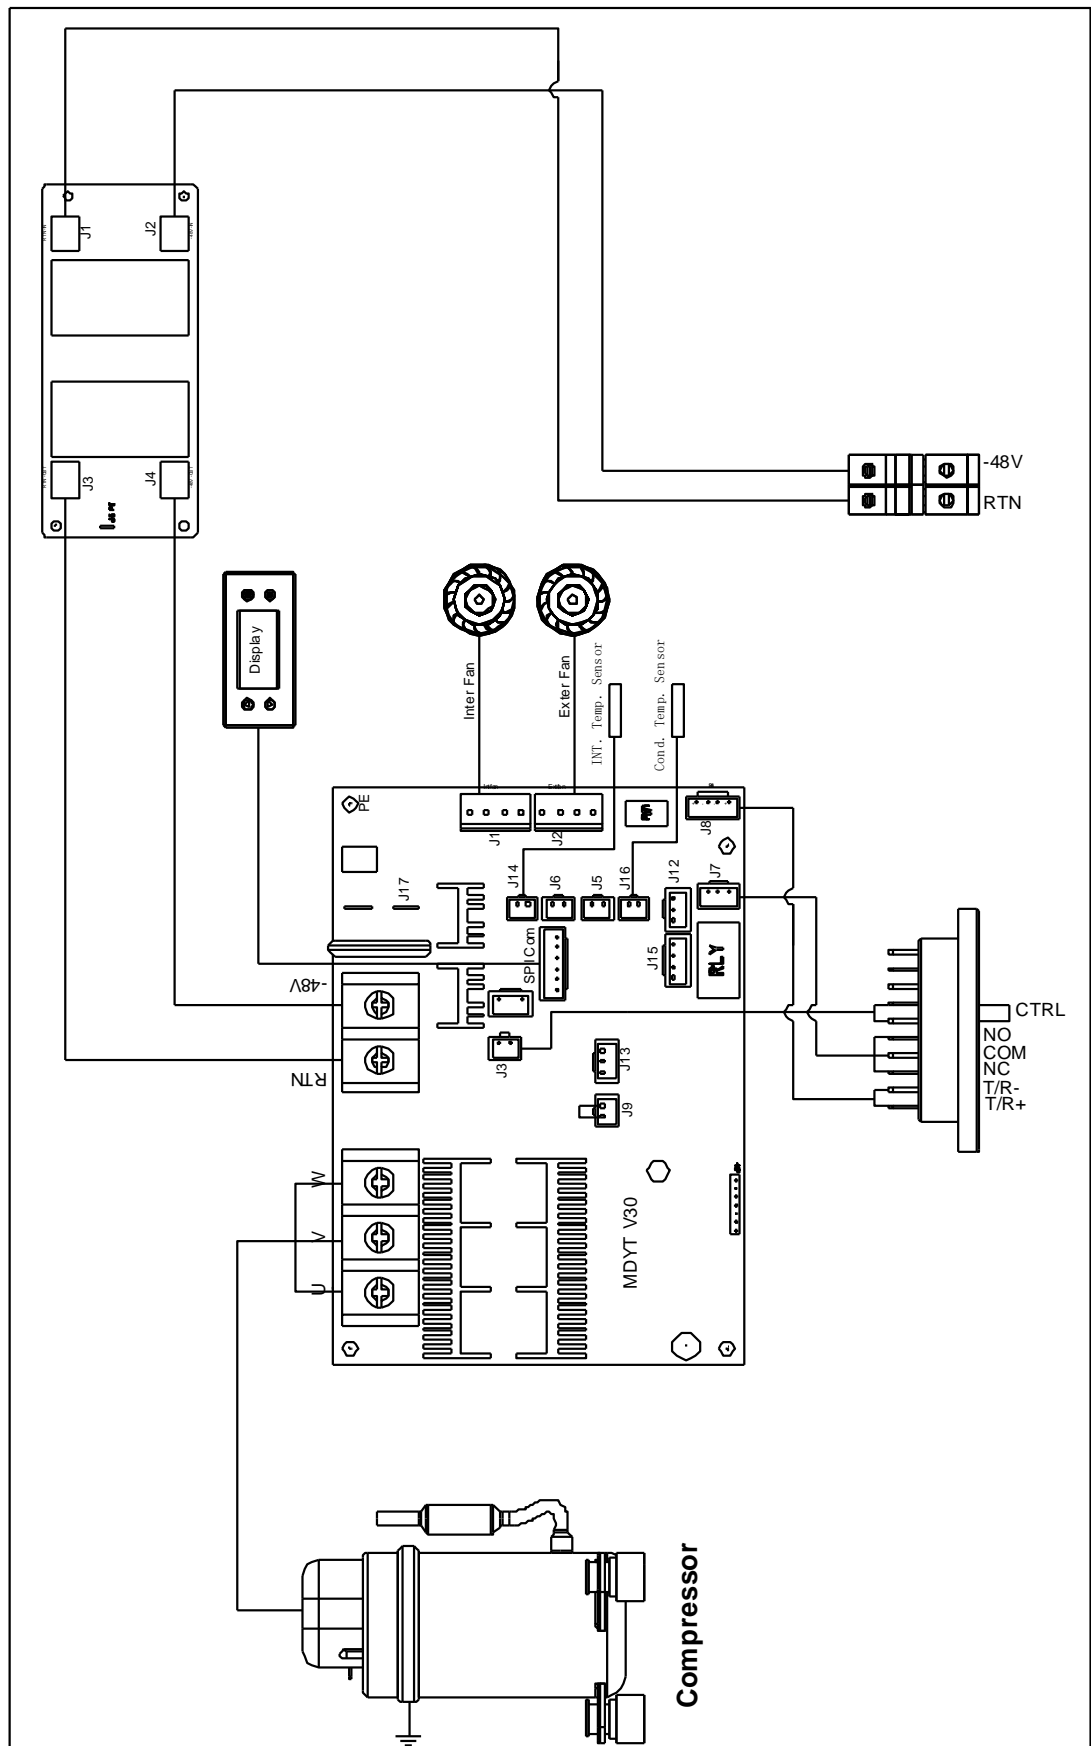 J1
J2
J3
J4
-48V
RTN
Display
Inter Fan
Exter Fan
INT. Temp. Sensor
Cond. Temp. Sensor
PE
J1
J2
J8
J17
J14
J6
J5
J16
J12
J7
SPICom
J15
RLY
-48V
RTN
J3
J13
J9
CTRL
NO
COM
NC
T/R-
T/R+
W
V
U
MDYT V30
Compressor